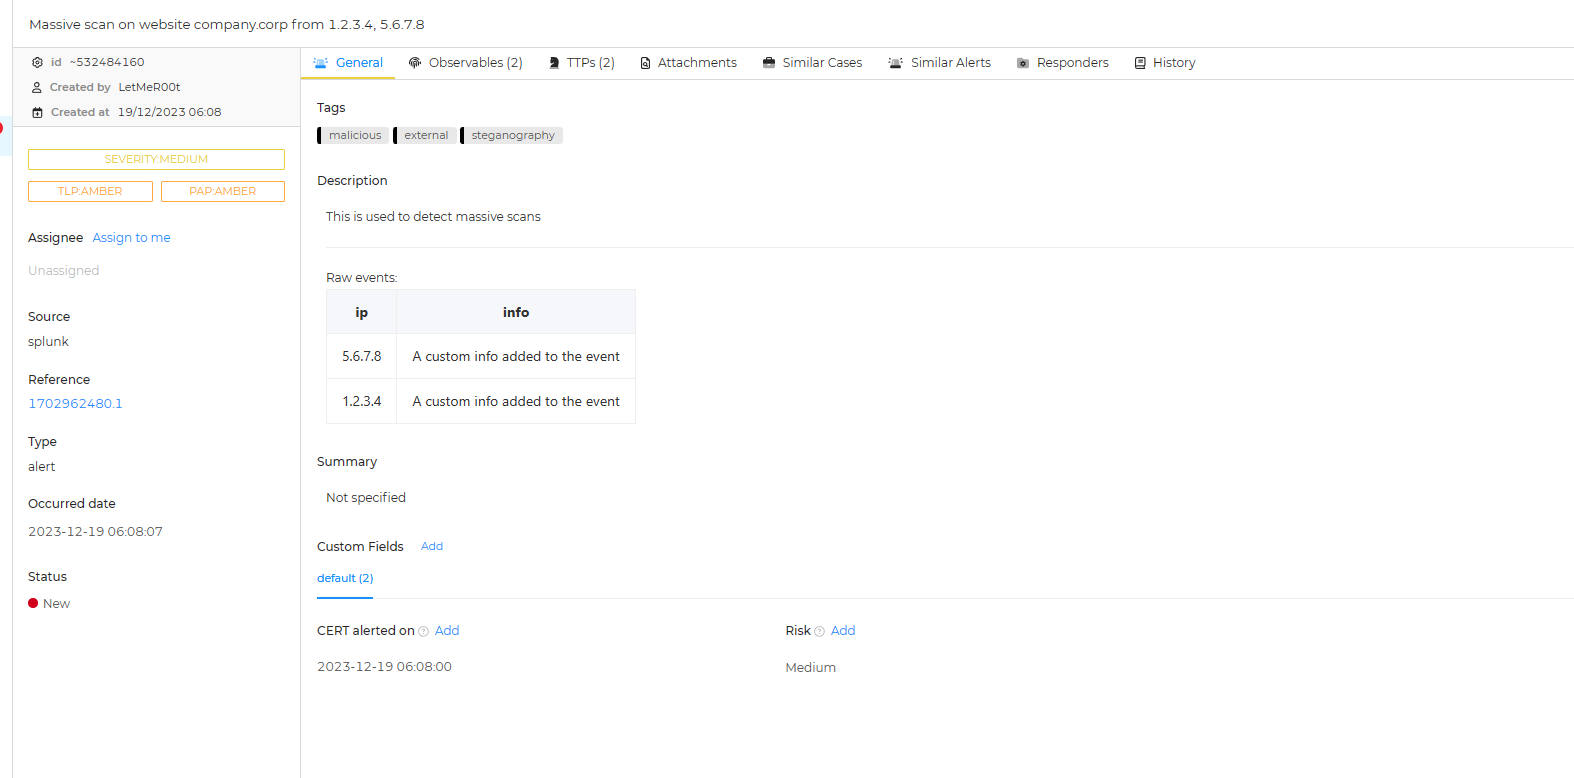 Massive scan on website company.corp from 1.2.3.4, 5.6.7.8
id ~532484160
Created by LetMeR00t
Created at 19/12/2023 06:08
SEVERITY:MEDIUM
TLP:AMBER PAP:AMBER
Assignee Assign to me
Unassigned
Source
splunk
Reference
1702962480.1
Type
alert
Occurred date
2023-12-19 06:08:07
Status
New
General Observables (2) TTPs (2) Attachments Similar Cases Similar Alerts Responders History
Tags
malicious external steganography
Description
This is used to detect massive scans
Raw events:
ip info
5.6.7.8 A custom info added to the event
1.2.3.4 A custom info added to the event
Summary
Not specified
Custom Fields Add
default (2)
CERT alerted on ? Add Risk ? Add
2023-12-19 06:08:00 Medium